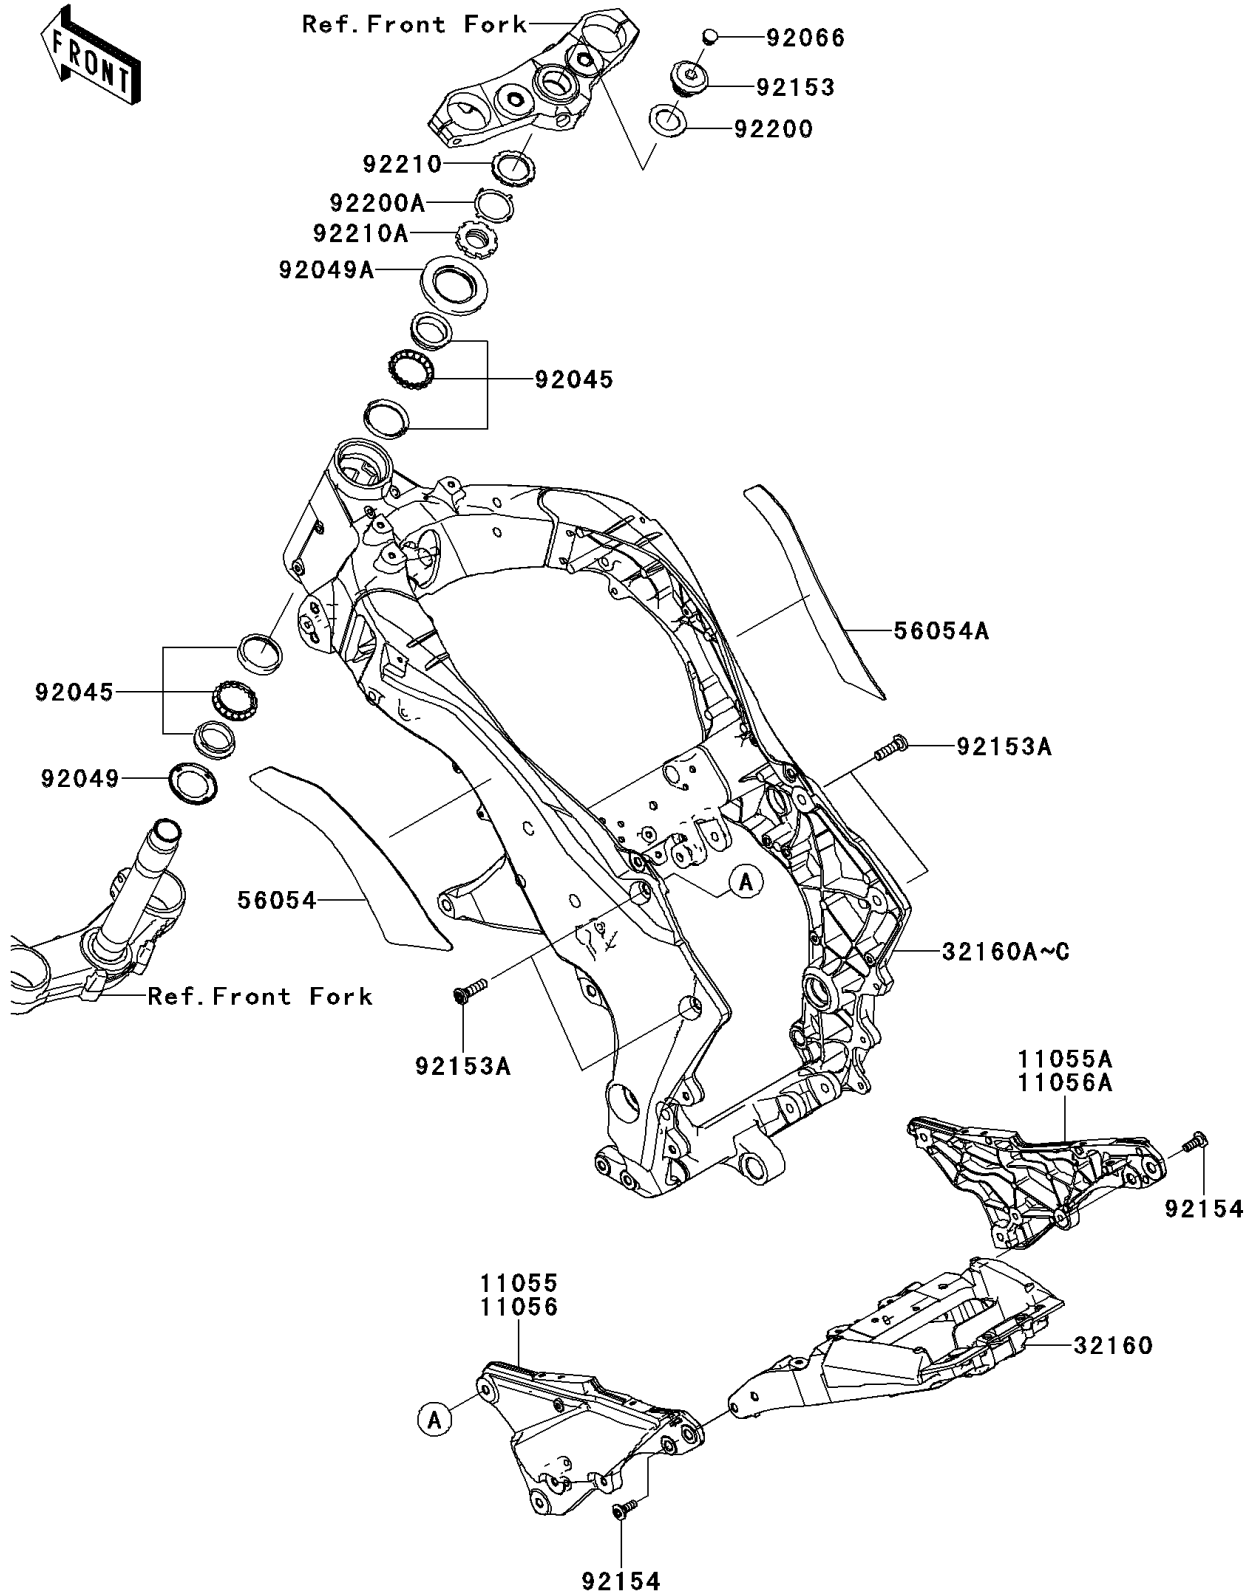 Ref.Front Fork
92066
FRONT
92153
92200
92210
92200A
92210A
92049A
92045
56054A
92045
92153A
92049
A
56054
32160A~C
Ref.Front Fork
92153A
11055A
11056A
92154
11055
11056
32160
A
92154